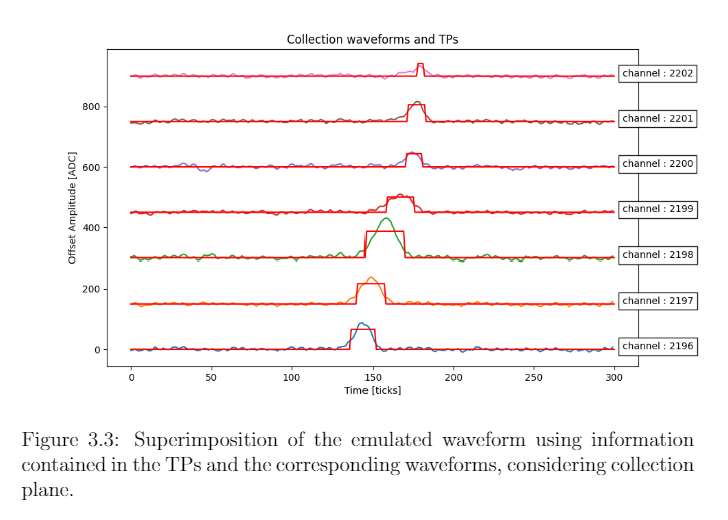 Collection waveforms and TPs
channel : 2202
channel : 2201
800
channel : 2200
600
channel : 2199
400
channel : 2198
200
channel : 2197
channel : 2196
0
Offset Amplitude [ADC]
0 50 100 150 200 250 300
Time [ticks]
Figure 3.3: Superimposition of the emulated waveform using information
contained in the TPs and the corresponding waveforms, considering collection
plane.